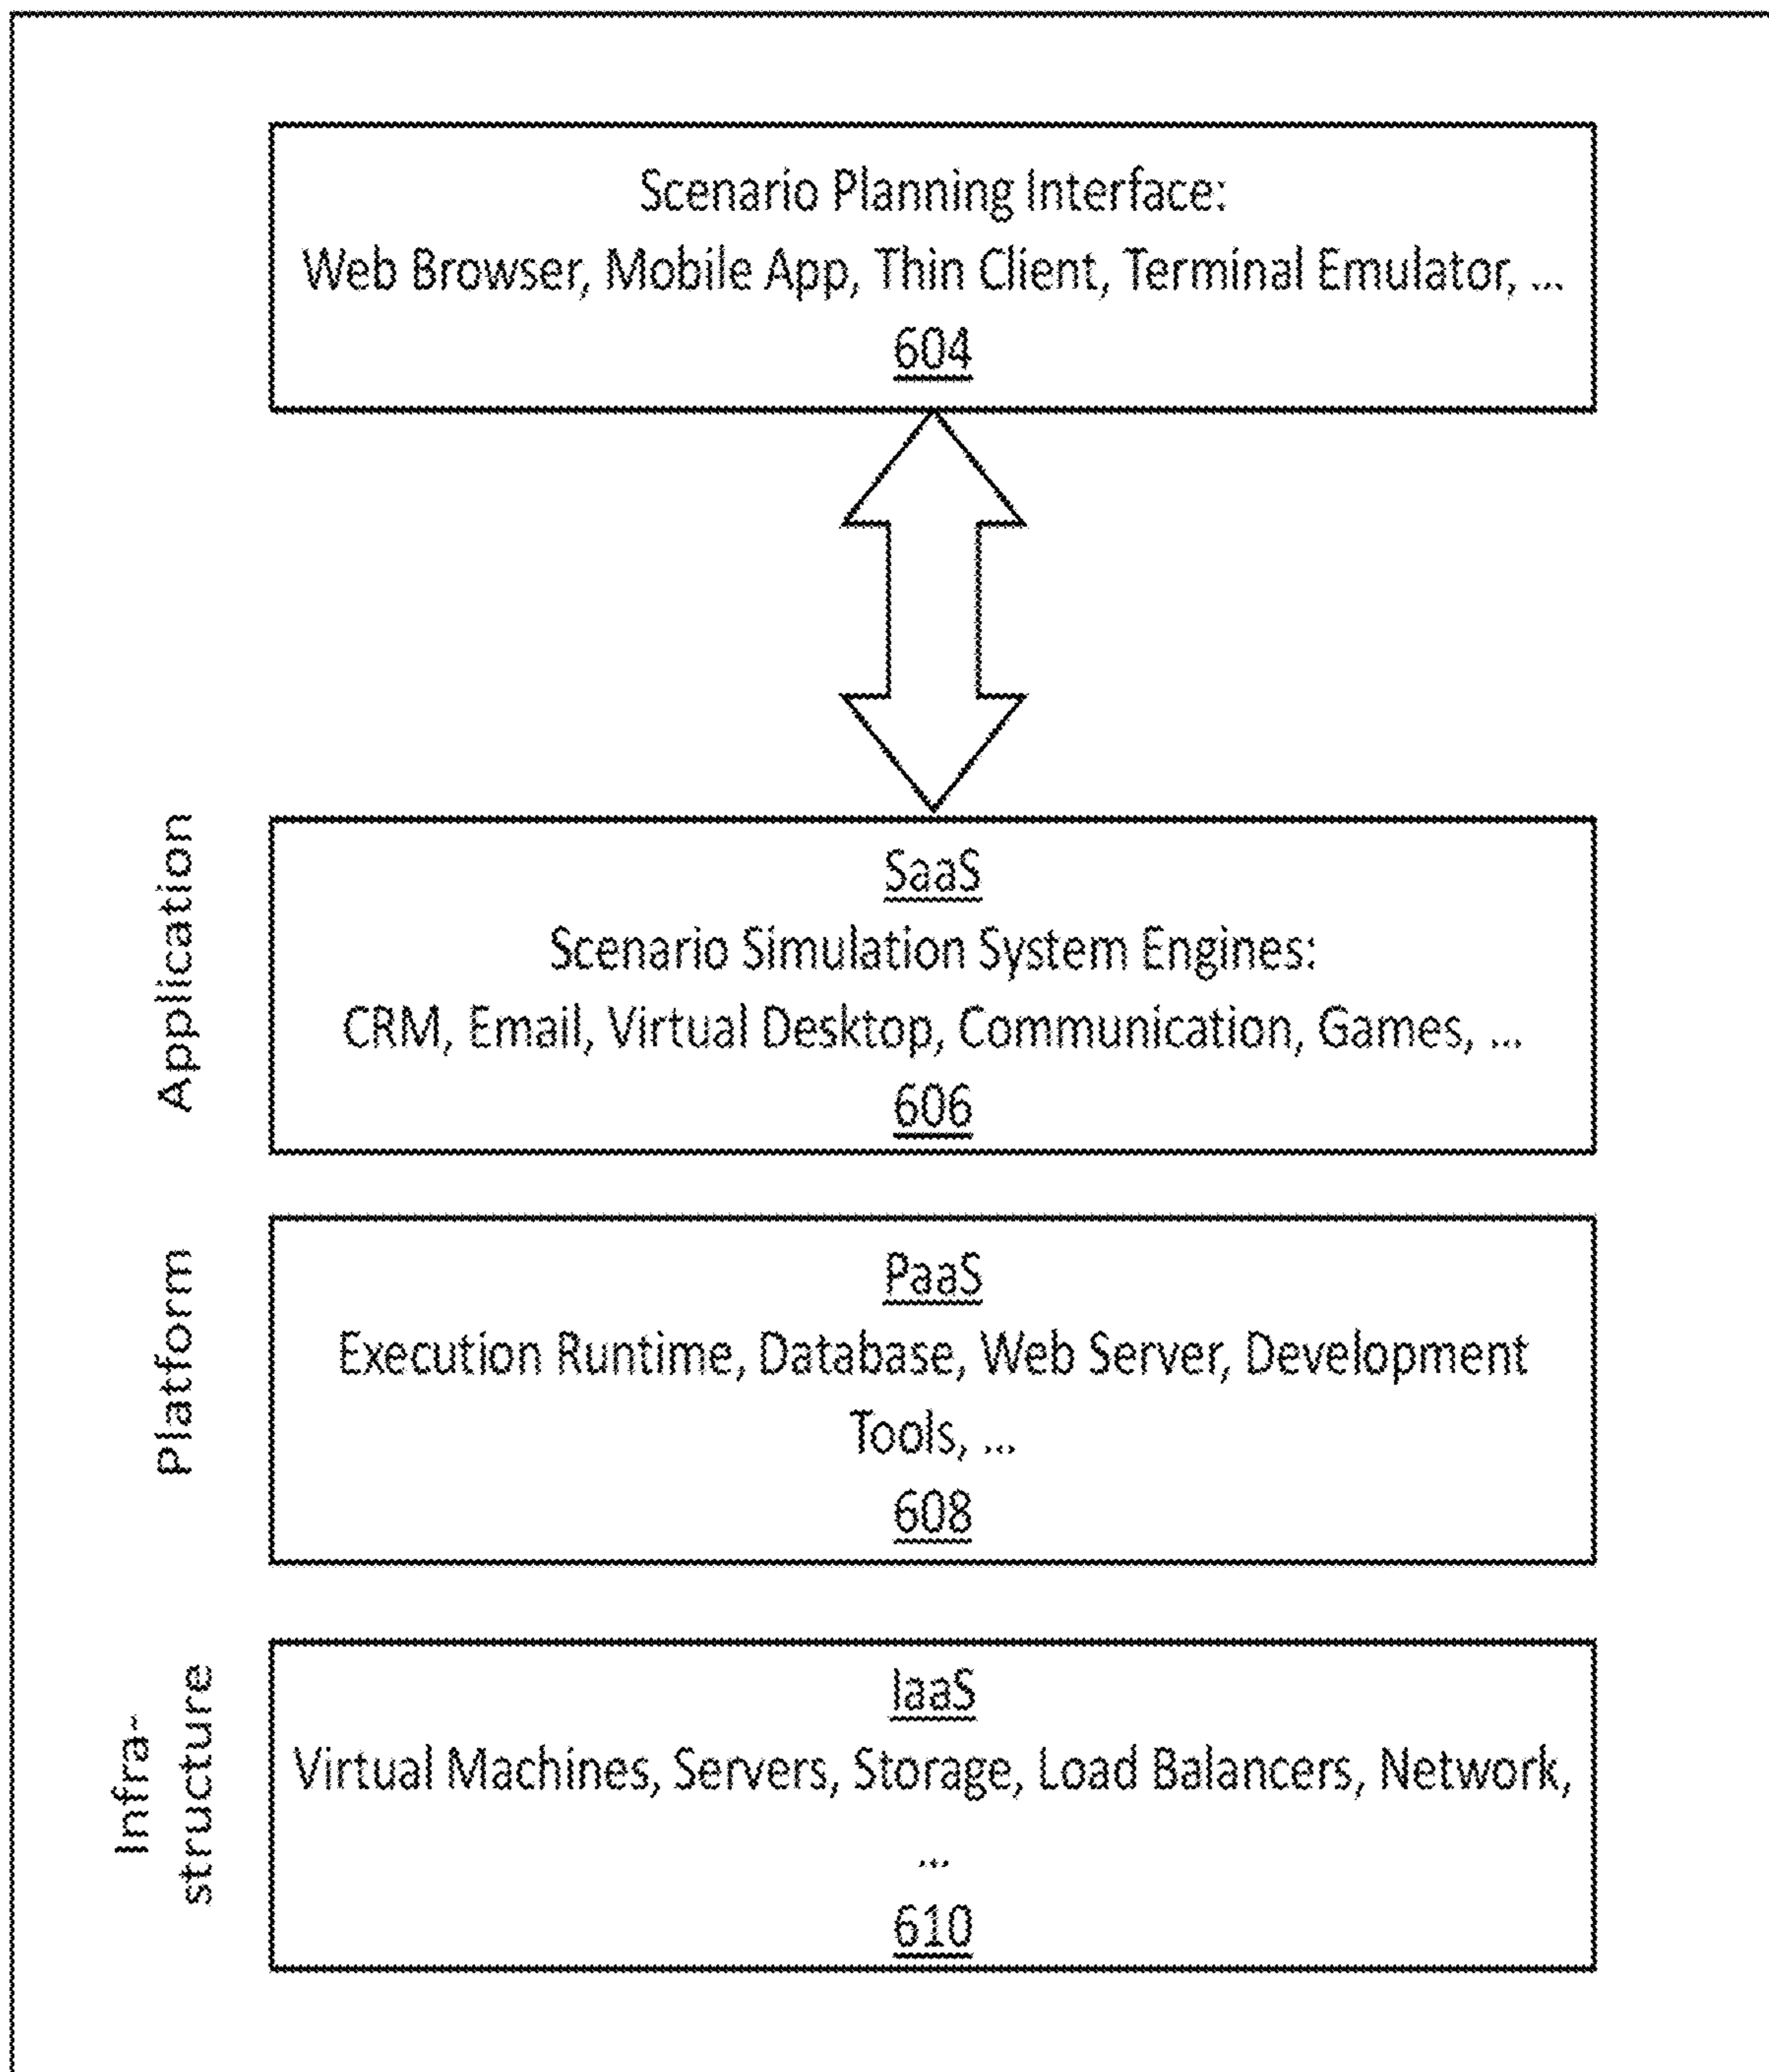 Scenario Planning Interface:
Web Browser, Mobile App, Thin Client, Terminal Emulator, ...
604
Application
SaaS
Scenario Simulation System Engines:
CRM, Email, Virtual Desktop, Communication, Games, ...
606
Platform
PaaS
Execution Runtime, Database, Web Server, Development
Tools, ...
608
Infra-
structure
IaaS
Virtual Machines, Servers, Storage, Load Balancers, Network,
...
610